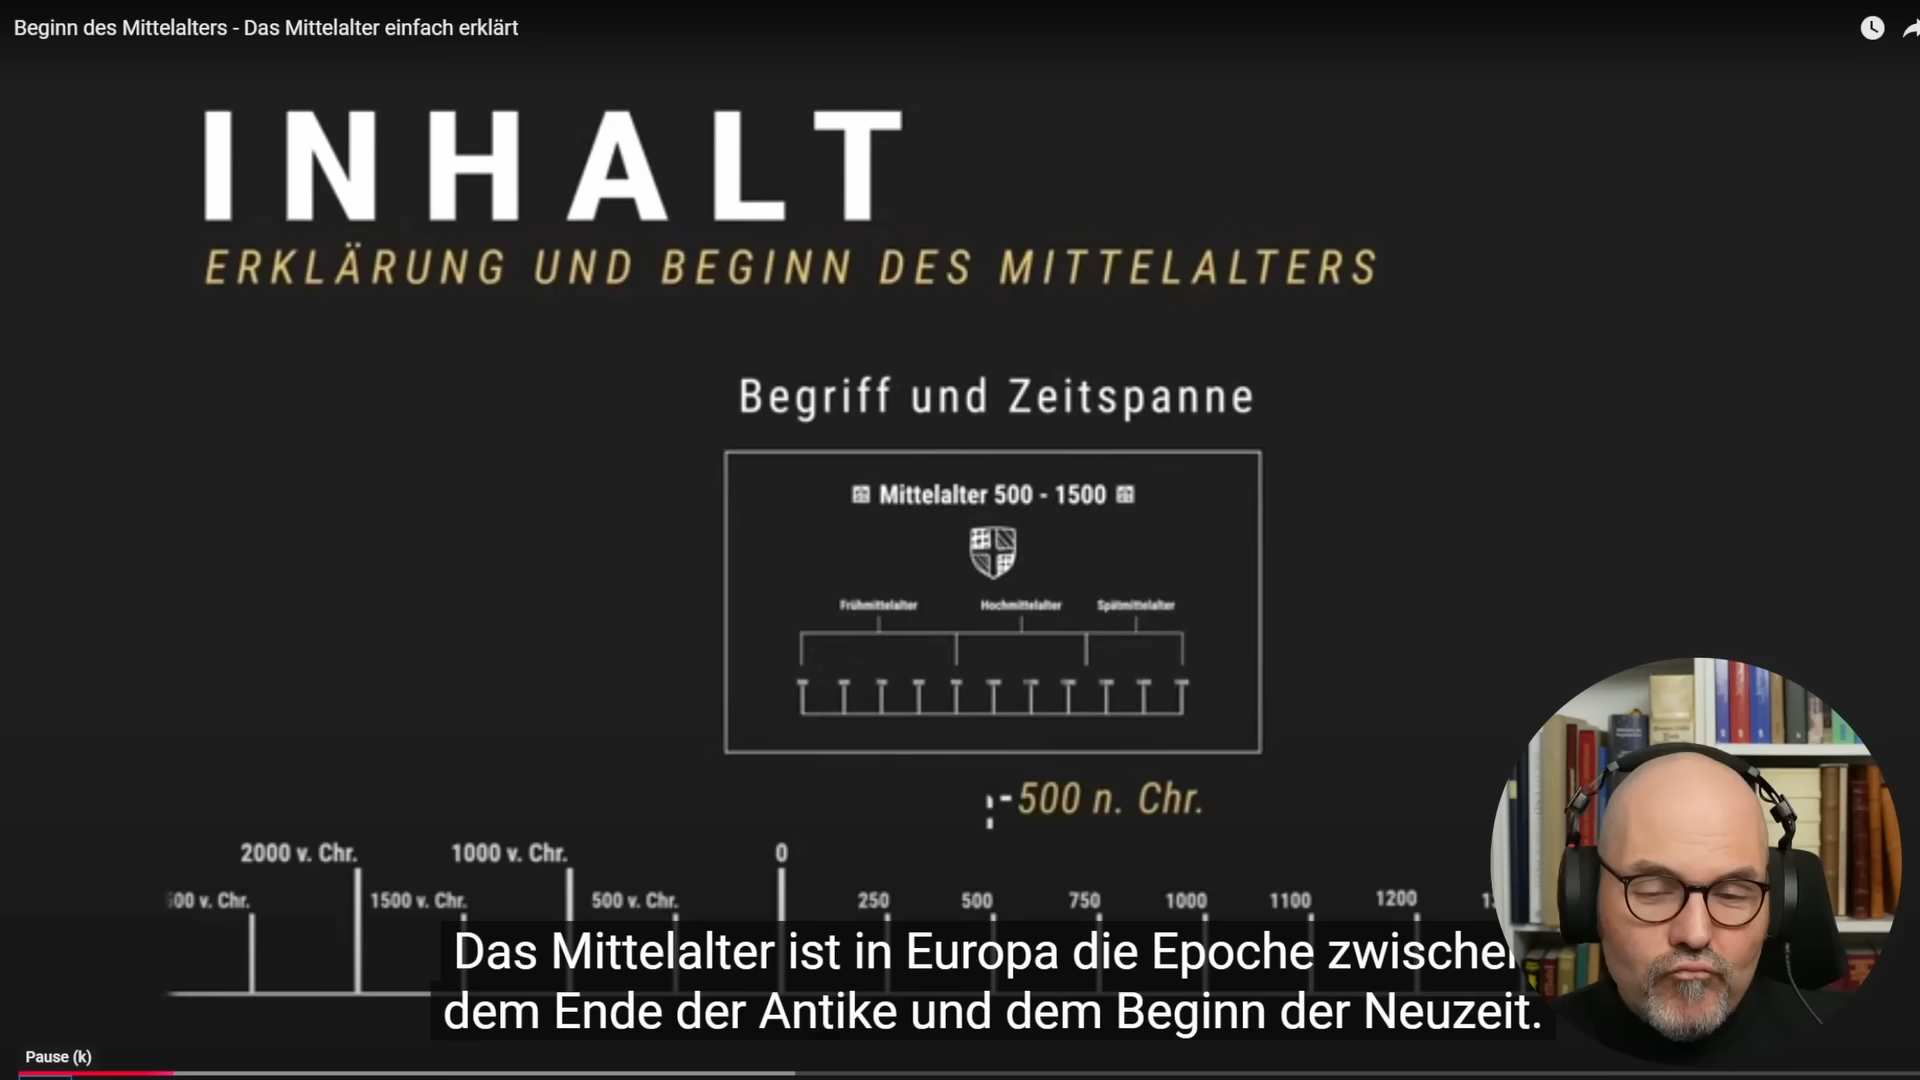 Beginn des Mittelalters - Das Mittelalter einfach erklärt
INHALT
ERKLÄRUNG UND BEGINN DES MITTELALTERS
Begriff und Zeitspanne
Mittelalter 500 - 1500
Frühmittelalter Hochmittelalter Spätmittelalter
500 n. Chr.
2000 v. Chr. 1000 v. Chr. 0
500 v. Chr. 1500 v. Chr. 500 v. Chr. 250 500 750 1000 1100 1200
Das Mittelalter ist in Europa die Epoche zwischen
dem Ende der Antike und dem Beginn der Neuzeit.
Pause (k)